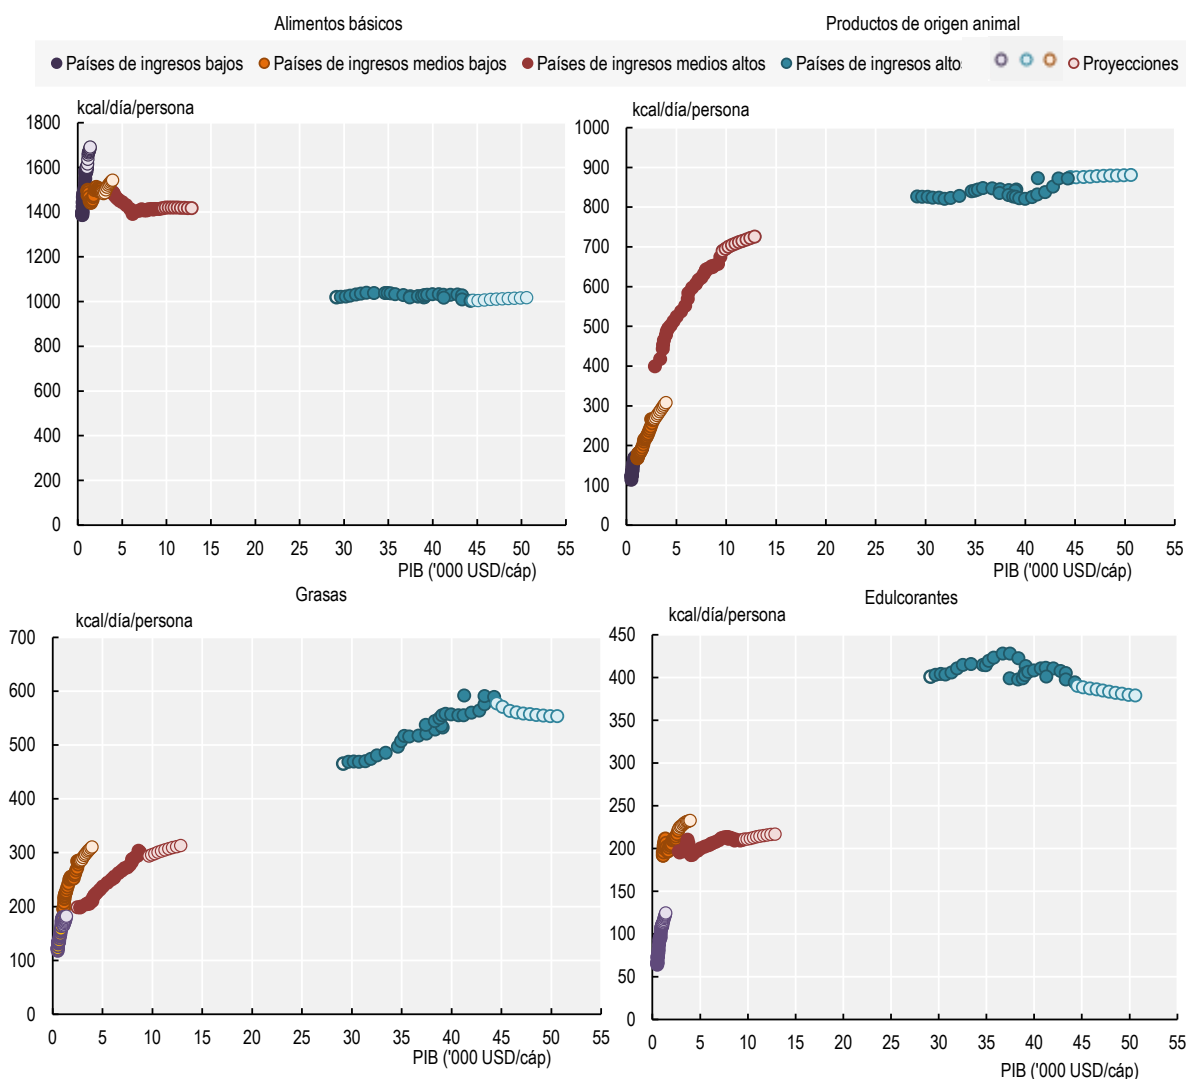 Alimentos básicos
Productos de origen animal
Países de ingresos bajos
Países de ingresos medios bajos
Países de ingresos medios altos
Países de ingresos alto
Proyecciones
kcal/día/persona
1800
1600
1400
1200
1000
800
600
400
200
0
0 5 10 15 20 25 30 35 40 45 50 55
PIB ('000 USD/cáp)
kcal/día/persona
1000
900
800
700
600
500
400
300
200
100
0
0 5 10 15 20 25 30 35 40 45 50 55
PIB ('000 USD/cáp)
Grasas
kcal/día/persona
700
600
500
400
300
200
100
0
0 5 10 15 20 25 30 35 40 45 50 55
PIB ('000 USD/cáp)
Edulcorantes
kcal/día/persona
450
400
350
300
250
200
150
100
50
0
0 5 10 15 20 25 30 35 40 45 50 55
PIB ('000 USD/cáp)